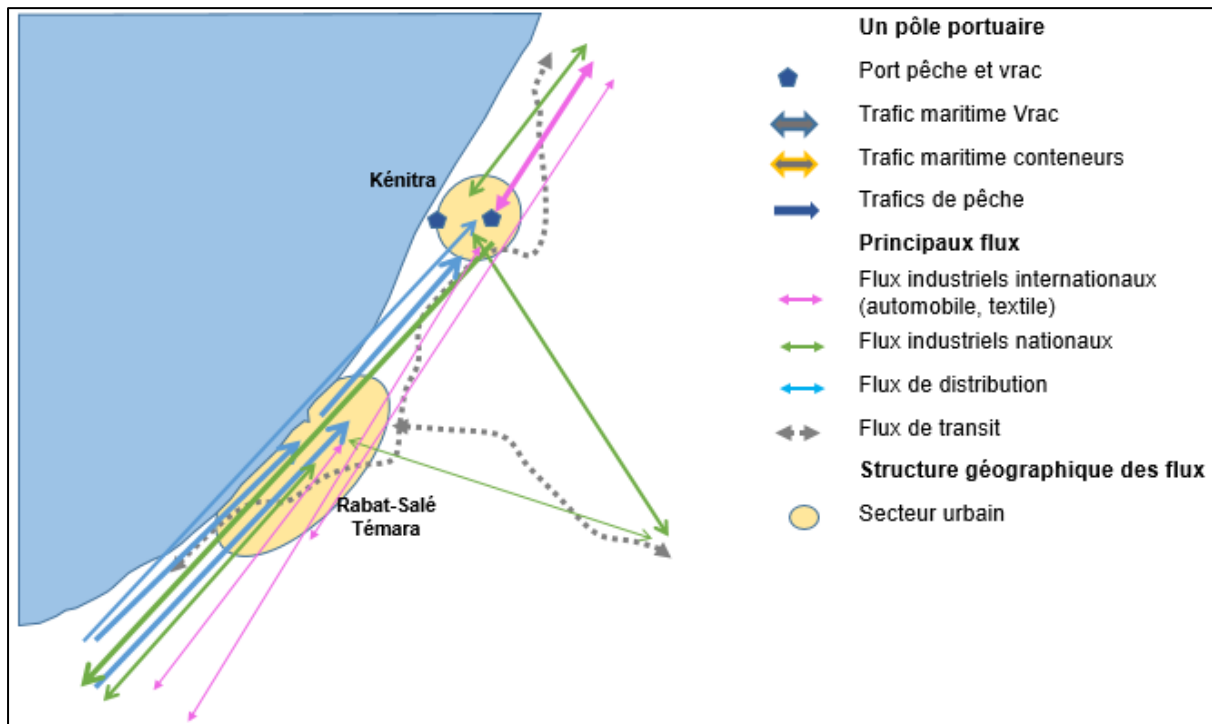 Un pôle portuaire
Port pêche et vrac
Trafic maritime Vrac
Trafic maritime conteneurs
Trafics de pêche
Principaux flux
Flux industriels internationaux
(automobile, textile)
Flux industriels nationaux
Flux de distribution
Flux de transit
Structure géographique des flux
Secteur urbain
Kénitra
Rabat-Salé
Témara